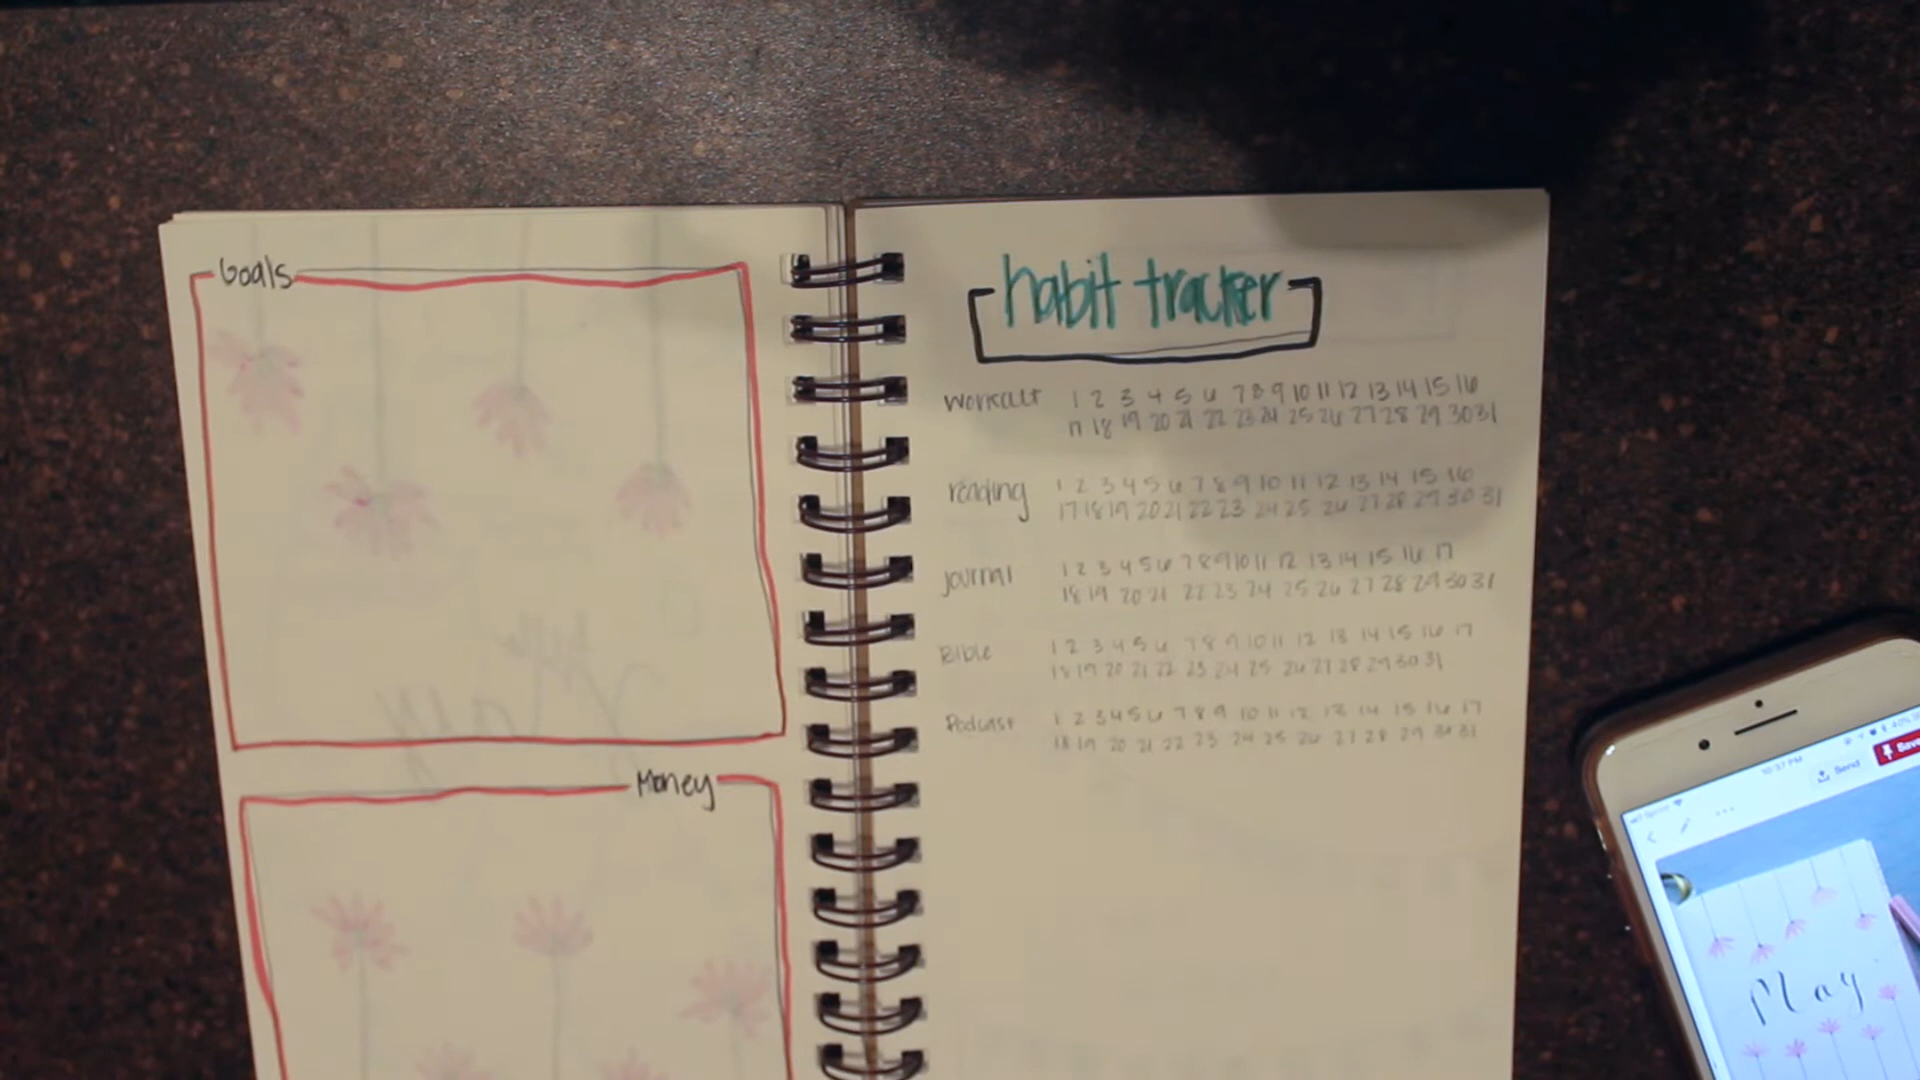 Goals
Money
habit tracker
workout 1 2 3 4 5 6 7 8 9 10 11 12 13 14 15 16
17 18 19 20 21 22 23 24 25 26 27 28 29 30 31
reading 1 2 3 4 5 6 7 8 9 10 11 12 13 14 15 16
17 18 19 20 21 22 23 24 25 26 27 28 29 30 31
journal 1 2 3 4 5 6 7 8 9 10 11 12 13 14 15 16 17
18 19 20 21 22 23 24 25 26 27 28 29 30 31
Bible 1 2 3 4 5 6 7 8 9 10 11 12 13 14 15 16 17
18 19 20 21 22 23 24 25 26 27 28 29 30 31
Podcast 1 2 3 4 5 6 7 8 9 10 11 12 13 14 15 16 17
18 19 20 21 22 23 24 25 26 27 28 29 30 31
Sprint 10:37 PM 40%
Send Save
May